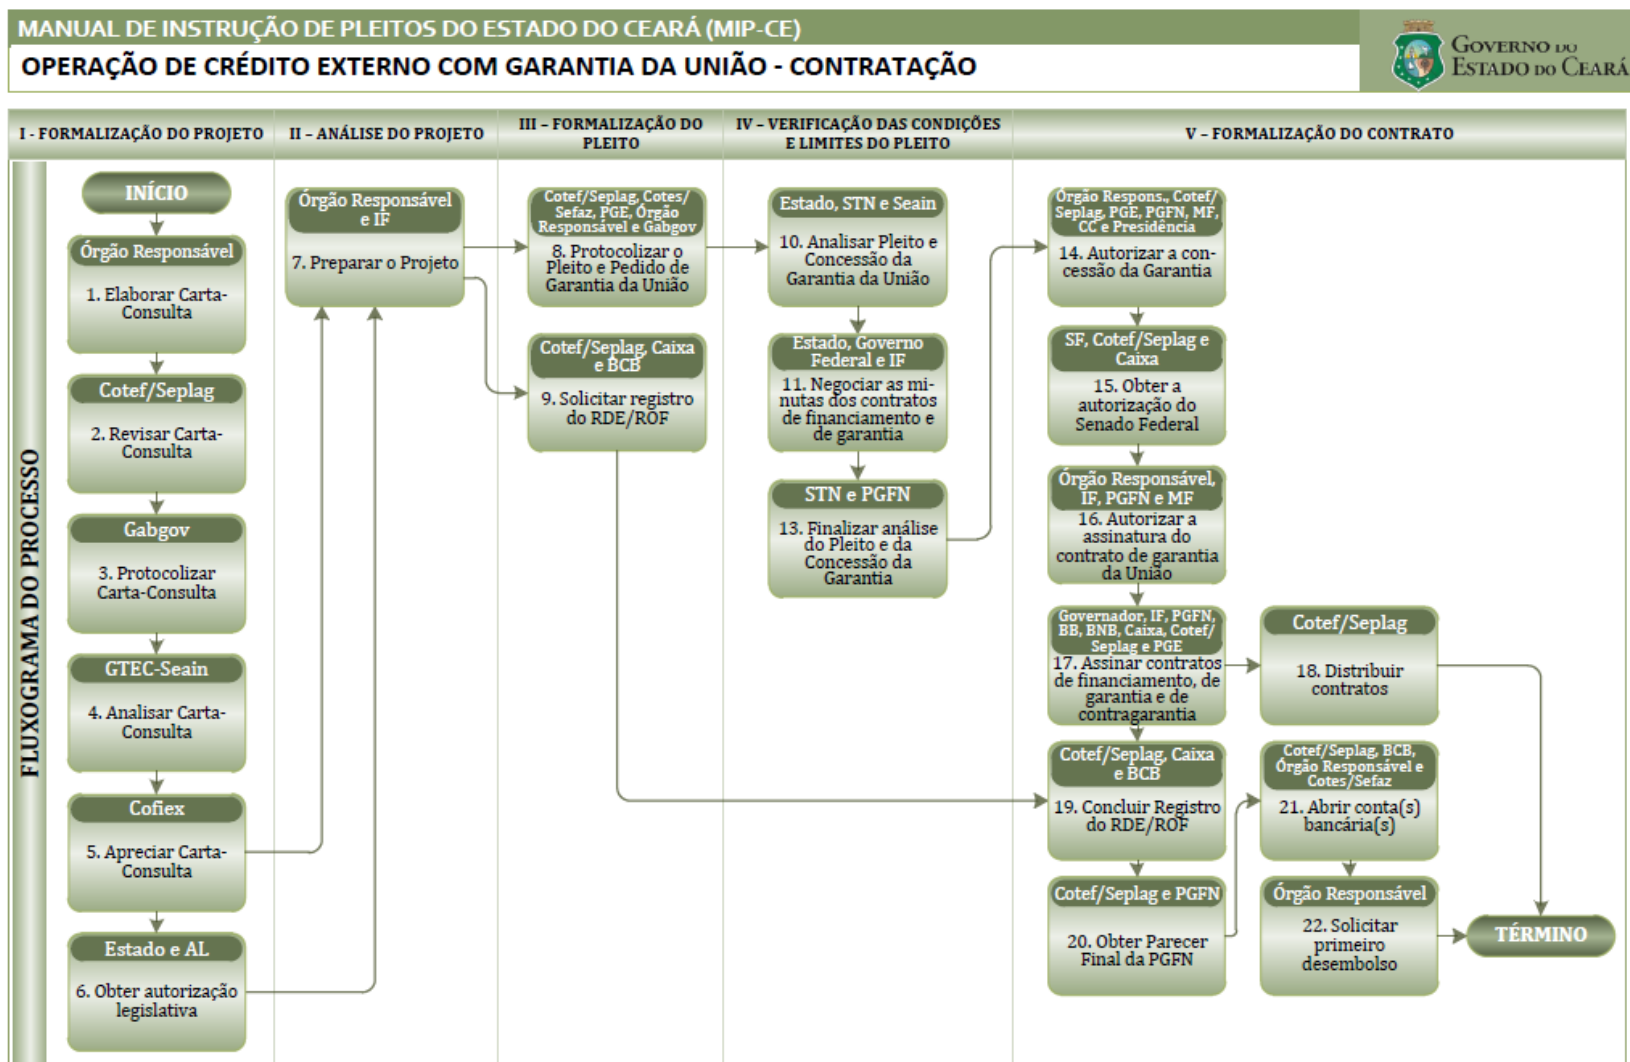 MANUAL DE INSTRUÇÃO DE PLEITOS DO ESTADO DO CEARÁ (MIP-CE)
OPERAÇÃO DE CRÉDITO EXTERNO COM GARANTIA DA UNIÃO - CONTRATAÇÃO
GOVERNO DO
ESTADO DO CEARÁ
I - FORMALIZAÇÃO DO PROJETO
II – ANÁLISE DO PROJETO
III – FORMALIZAÇÃO DO
PLEITO
IV – VERIFICAÇÃO DAS CONDIÇÕES
E LIMITES DO PLEITO
V – FORMALIZAÇÃO DO CONTRATO
FLUXOGRAMA DO PROCESSO
INÍCIO
Órgão Responsável
1. Elaborar Carta-
Consulta
Cotef/Seplag
2. Revisar Carta-
Consulta
Gabgov
3. Protocolizar
Carta-Consulta
GTEC-Seain
4. Analisar Carta-
Consulta
Cofiex
5. Apreciar Carta-
Consulta
Estado e AL
6. Obter autorização
legislativa
Órgão Responsável
e IF
7. Preparar o Projeto
Cotef/Seplag, Cotes/
Sefaz, PGE, Órgão
Responsável e Gabgov
8. Protocolizar o
Pleito e Pedido de
Garantia da União
Cotef/Seplag, Caixa
e BCB
9. Solicitar registro
do RDE/ROF
Estado, STN e Seain
10. Analisar Pleito e
Concessão da
Garantia da União
Estado, Governo
Federal e IF
11. Negociar as mi-
nutas dos contratos
de financiamento e
de garantia
STN e PGFN
13. Finalizar análise
do Pleito e da
Concessão da
Garantia
Órgão Respons., Cotef/
Seplag, PGE, PGFN, MF,
CC e Presidência
14. Autorizar a con-
cessão da Garantia
SF, Cotef/Seplag e
Caixa
15. Obter a
autorização do
Senado Federal
Órgão Responsável,
IF, PGFN e MF
16. Autorizar a
assinatura do
contrato de garantia
da União
Governador, IF, PGFN,
BB, BNB, Caixa, Cotef/
Seplag e PGE
17. Assinar contratos
de financiamento, de
garantia e de
contragarantia
Cotef/Seplag
18. Distribuir
contratos
Cotef/Seplag, Caixa
e BCB
19. Concluir Registro
do RDE/ROF
Cotef/Seplag e PGFN
20. Obter Parecer
Final da PGFN
Cotef/Seplag, BCB,
Órgão Responsável e
Cotes/Sefaz
21. Abrir conta(s)
bancária(s)
Órgão Responsável
22. Solicitar
primeiro
desembolso
TÉRMINO